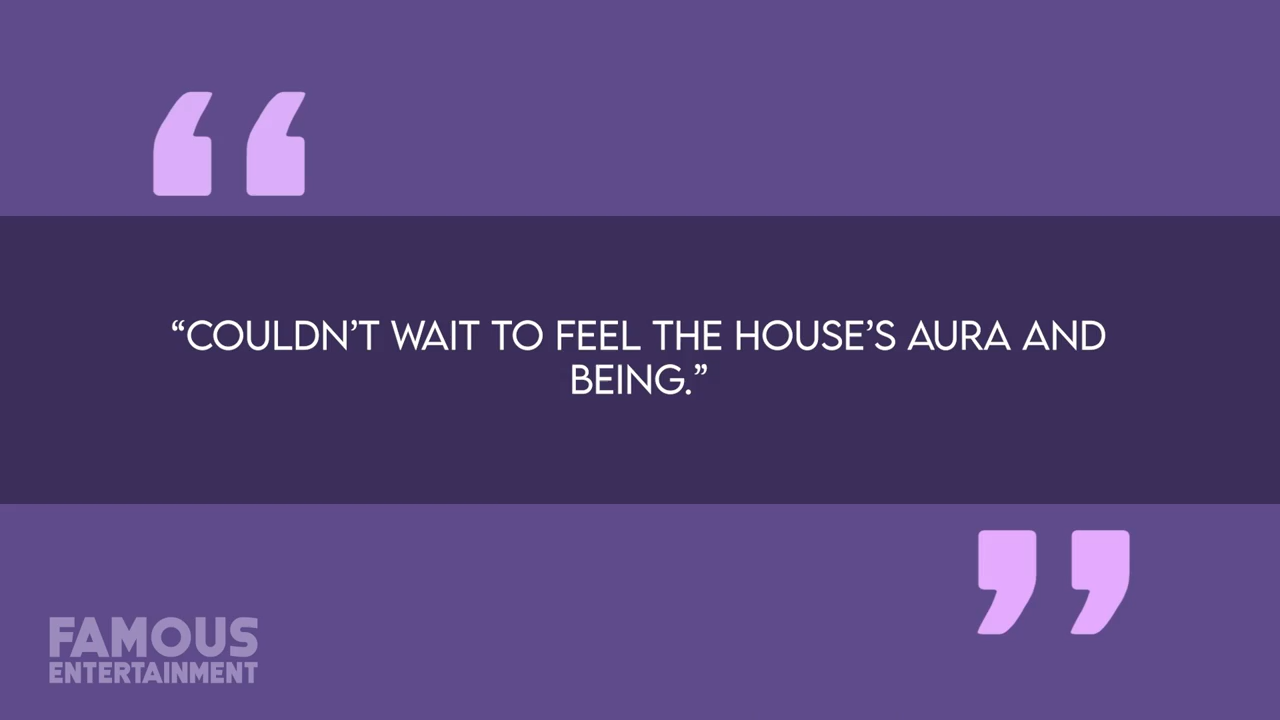 “COULDN’T WAIT TO FEEL THE HOUSE’S AURA AND
BEING.”
FAMOUS
ENTERTAINMENT